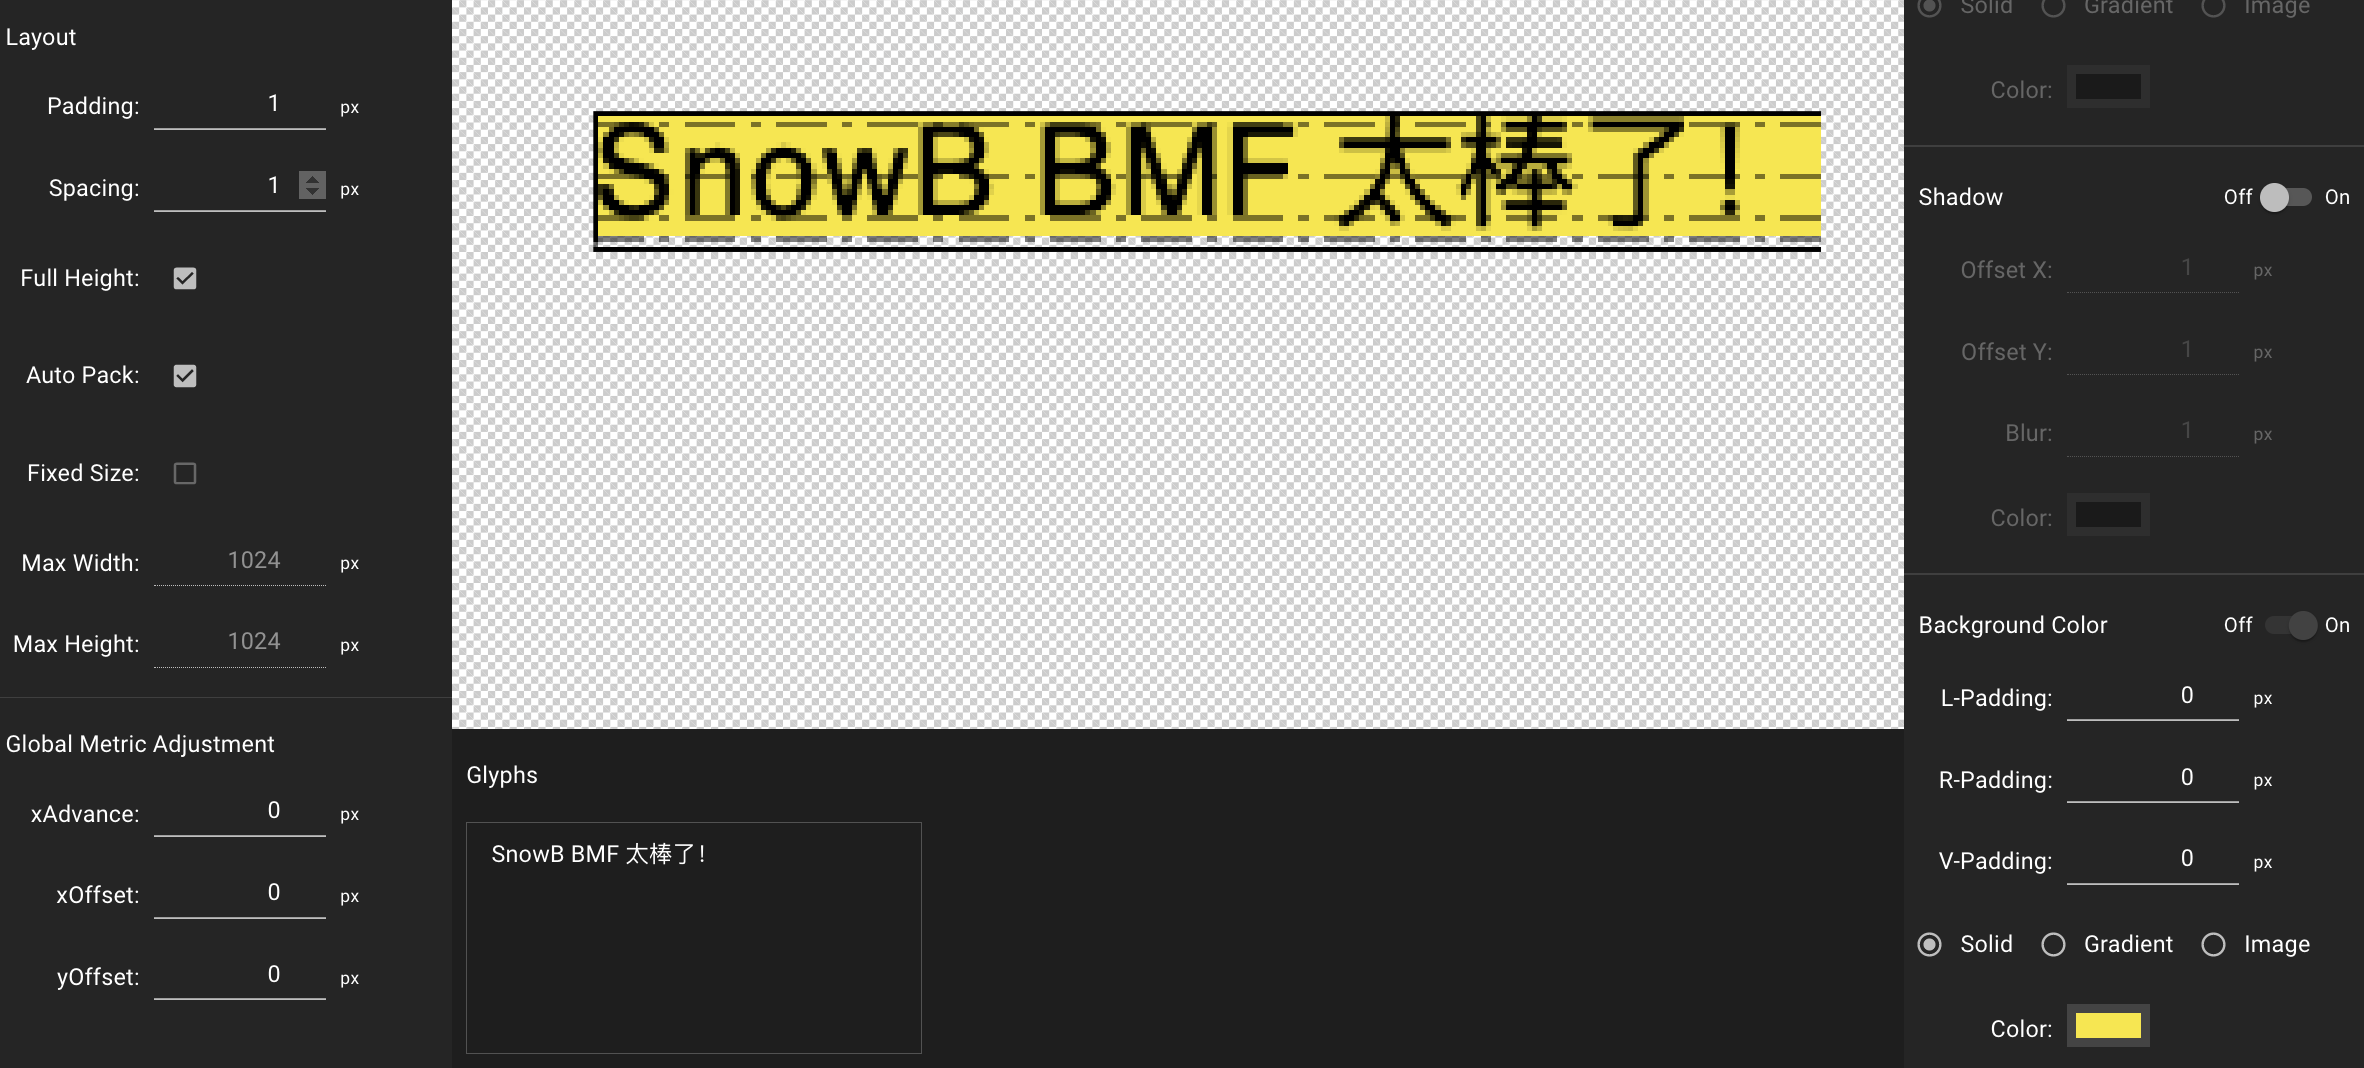 Layout
Padding: 1 px
Spacing: 1 px
Full Height:
Auto Pack:
Fixed Size:
Max Width: 1024 px
Max Height: 1024 px
Global Metric Adjustment
xAdvance: 0 px
xOffset: 0 px
yOffset: 0 px
SnowB BMF 太棒了!
Glyphs
SnowB BMF 太棒了!
Solid Gradient Image
Color:
Shadow Off On
Offset X: 1 px
Offset Y: 1 px
Blur: 1 px
Color:
Background Color Off On
L-Padding: 0 px
R-Padding: 0 px
V-Padding: 0 px
Solid Gradient Image
Color: